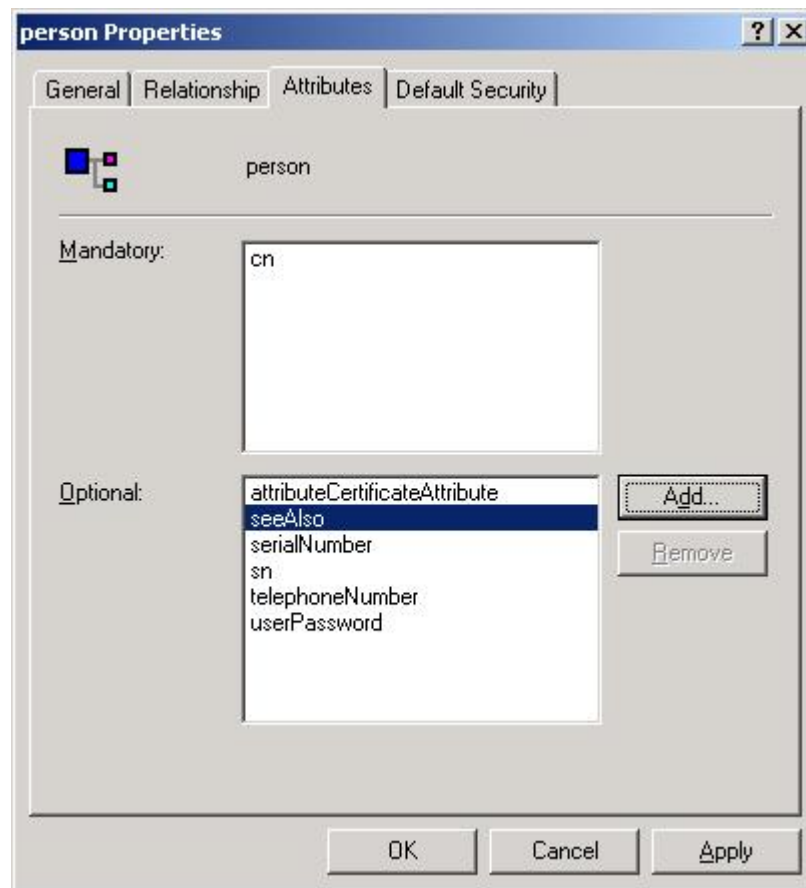 person Properties
? X
General Relationship Attributes Default Security
person
Mandatory:
cn
Optional:
attributeCertificateAttribute
seeAlso
serialNumber
sn
telephoneNumber
userPassword
Add...
Remove
OK Cancel Apply